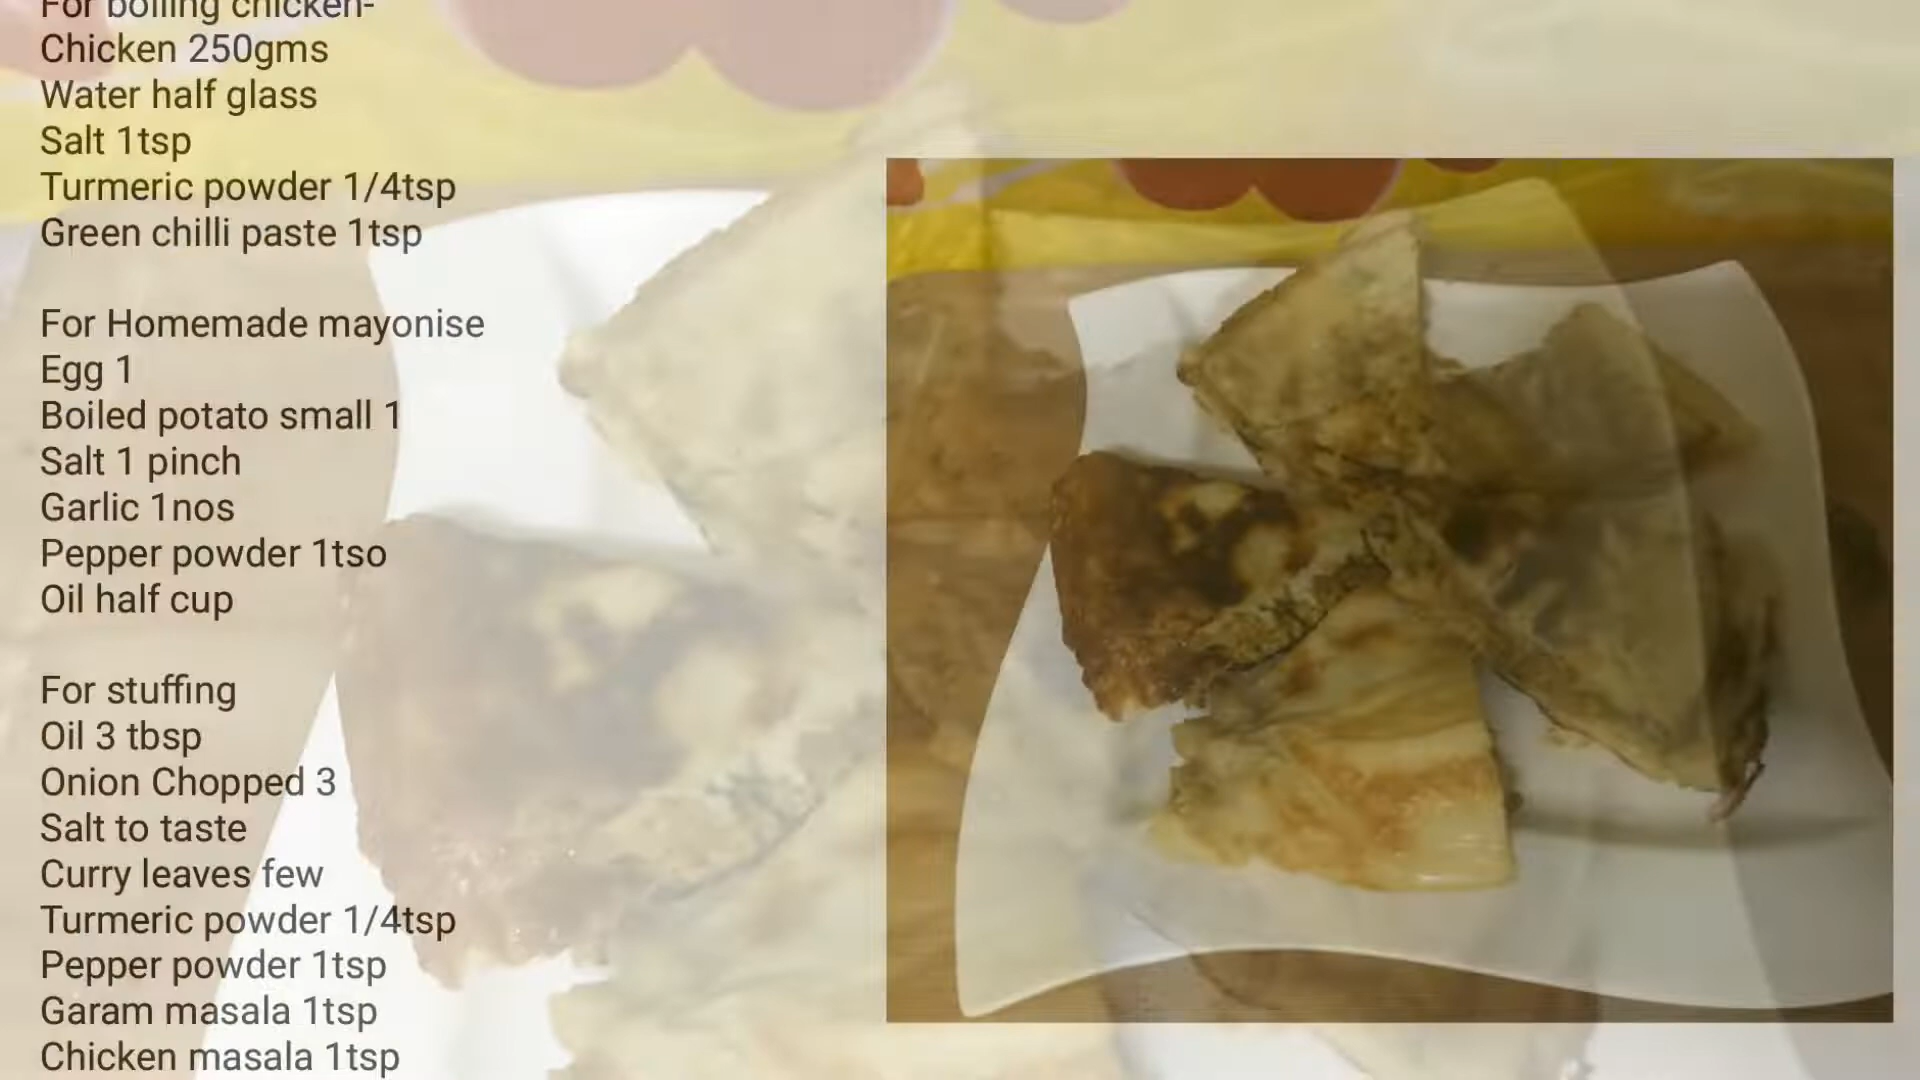 For boiling chicken-
Chicken 250gms
Water half glass
Salt 1tsp
Turmeric powder 1/4tsp
Green chilli paste 1tsp
For Homemade mayonise
Egg 1
Boiled potato small 1
Salt 1 pinch
Garlic 1nos
Pepper powder 1tso
Oil half cup
For stuffing
Oil 3 tbsp
Onion Chopped 3
Salt to taste
Curry leaves few
Turmeric powder 1/4tsp
Pepper powder 1tsp
Garam masala 1tsp
Chicken masala 1tsp